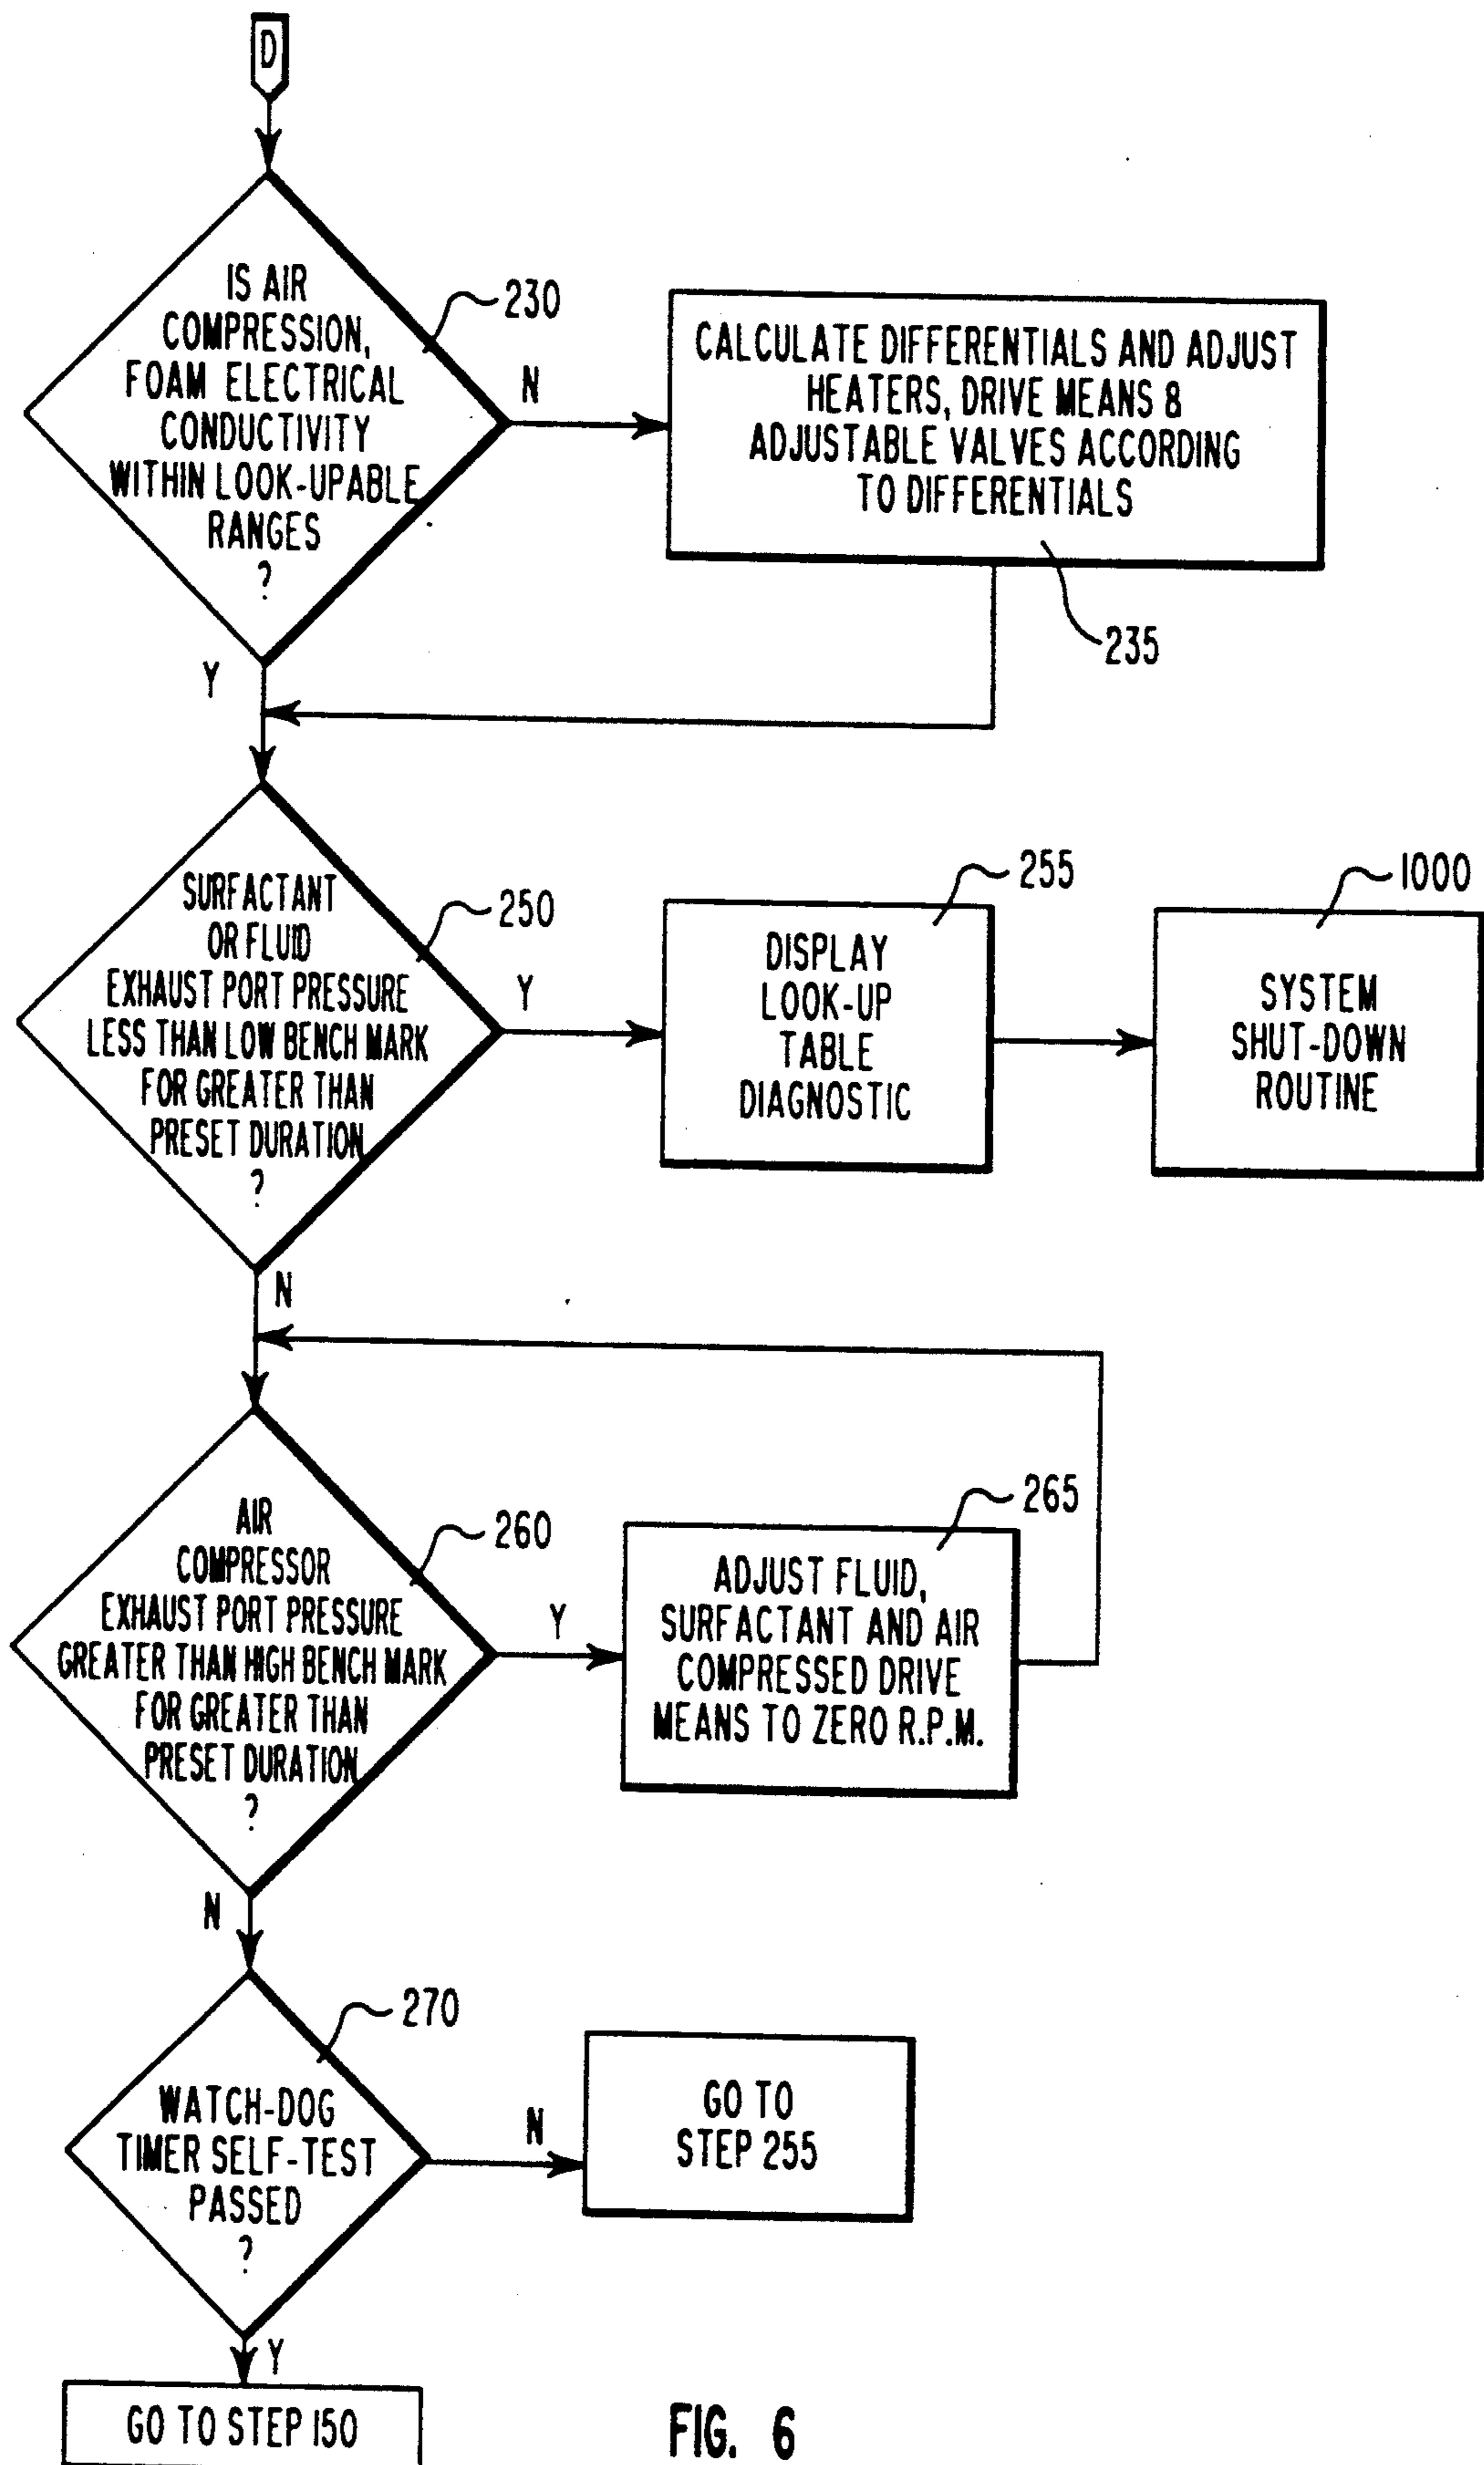 D
IS AIR
COMPRESSION,
FOAM ELECTRICAL
CONDUCTIVITY
WITHIN LOOK-UPABLE
RANGES
?
230
N
CALCULATE DIFFERENTIALS AND ADJUST
HEATERS, DRIVE MEANS 8
ADJUSTABLE VALVES ACCORDING
TO DIFFERENTIALS
235
Y
SURFACTANT
OR FLUID
EXHAUST PORT PRESSURE
LESS THAN LOW BENCH MARK
FOR GREATER THAN
PRESET DURATION
?
250
Y
255
DISPLAY
LOOK-UP
TABLE
DIAGNOSTIC
1000
SYSTEM
SHUT-DOWN
ROUTINE
N
AIR
COMPRESSOR
EXHAUST PORT PRESSURE
GREATER THAN HIGH BENCH MARK
FOR GREATER THAN
PRESET DURATION
?
260
Y
265
ADJUST FLUID,
SURFACTANT AND AIR
COMPRESSED DRIVE
MEANS TO ZERO R.P.M.
N
270
WATCH-DOG
TIMER SELF-TEST
PASSED
?
N
GO TO
STEP 255
Y
GO TO STEP 150
FIG. 6